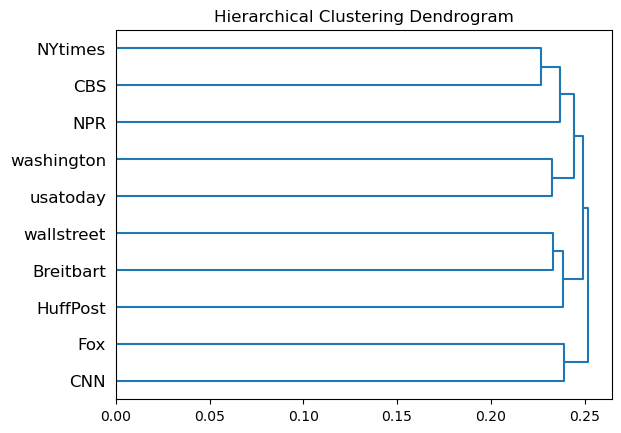 Hierarchical Clustering Dendrogram
NYtimes
CBS
NPR
washington
usatoday
wallstreet
Breitbart
HuffPost
Fox
CNN
0.00 0.05 0.10 0.15 0.20 0.25